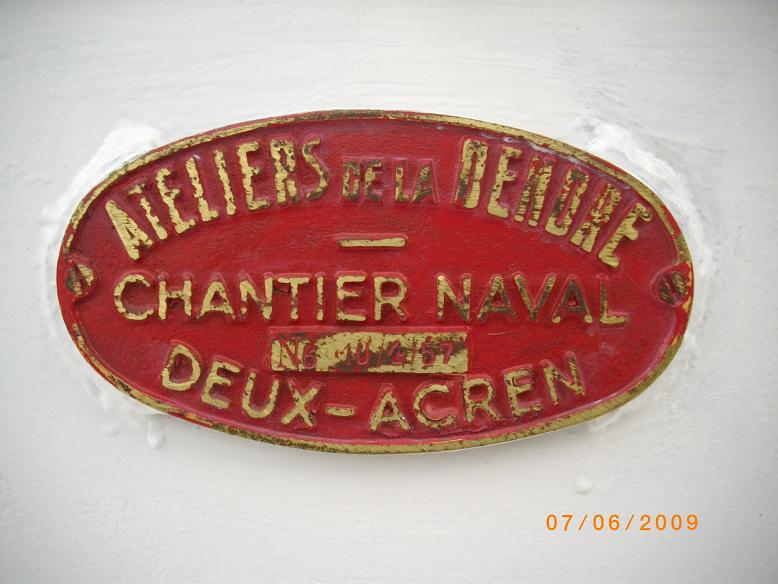 ATELIERS DE LA DENDRE
CHANTIER NAVAL
DEUX-ACREN
07/06/2009